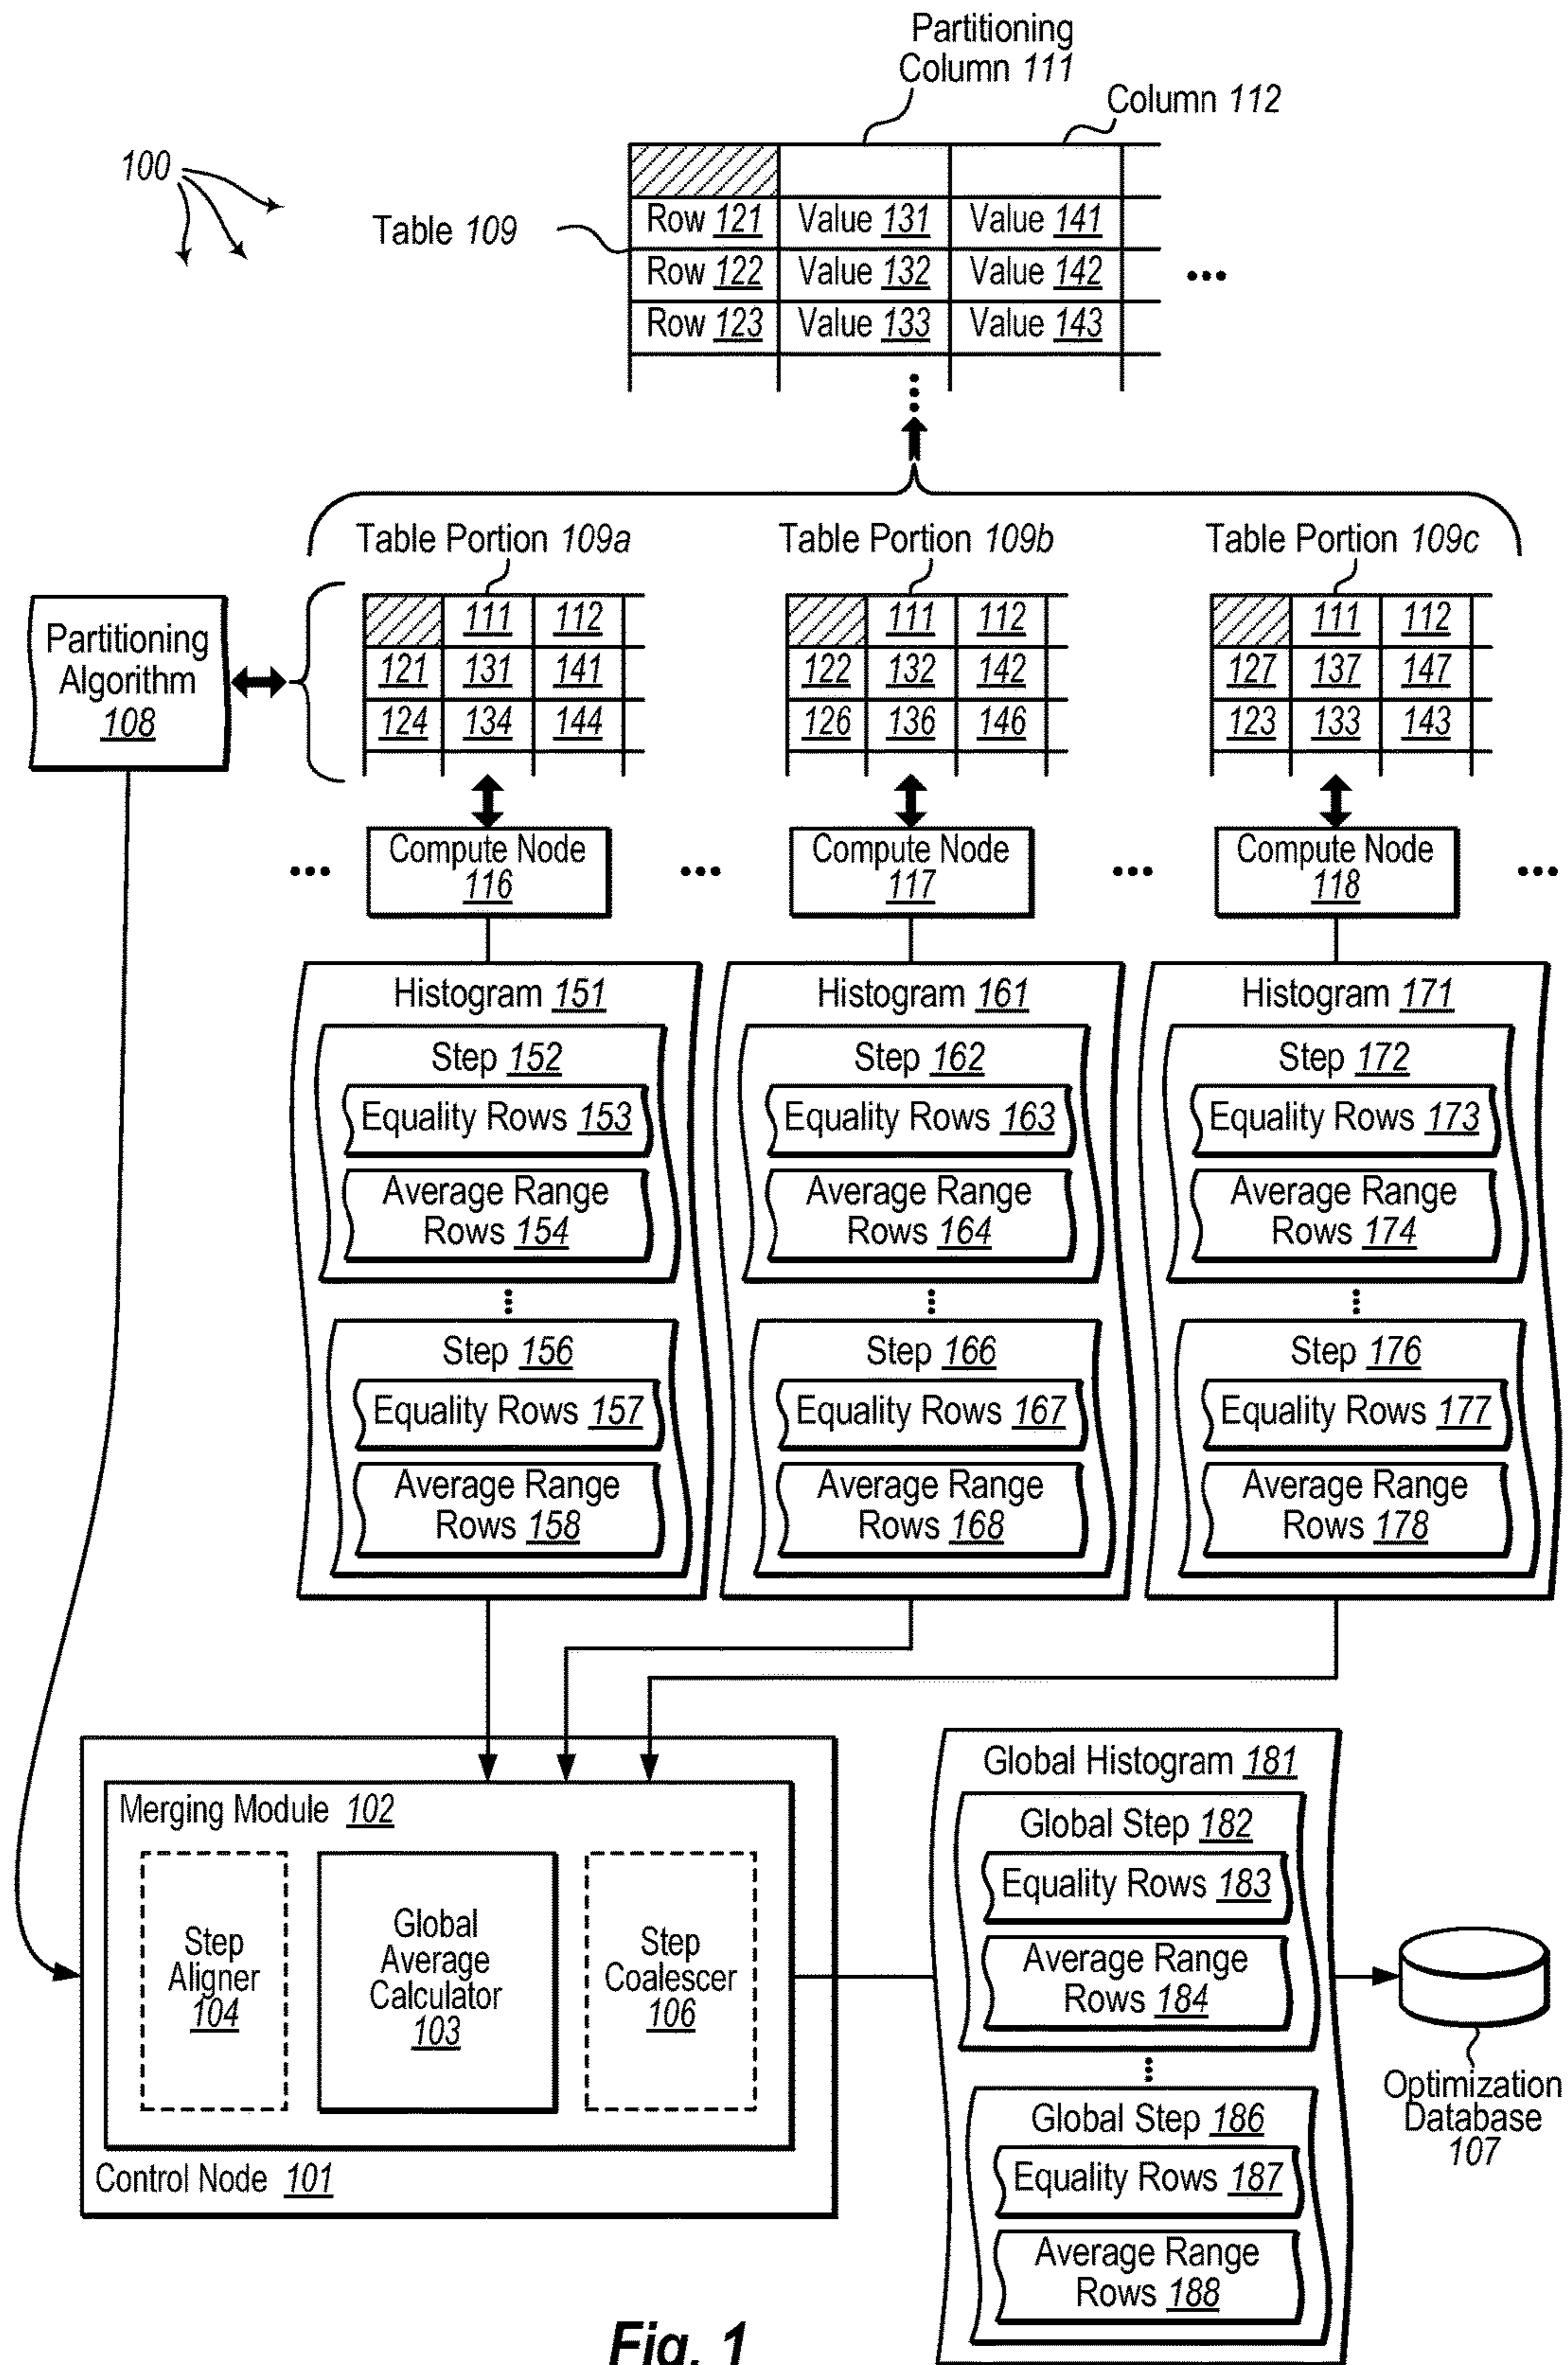 Partitioning
Column 111
Column 112
100
Table 109
Row 121 Value 131 Value 141
Row 122 Value 132 Value 142
Row 123 Value 133 Value 143
Table Portion 109a
Table Portion 109b
Table Portion 109c
Partitioning
Algorithm
108
111 112
121 131 141
124 134 144
111 112
122 132 142
126 136 146
111 112
127 137 147
123 133 143
Compute Node
116
Compute Node
117
Compute Node
118
Histogram 151
Step 152
Equality Rows 153
Average Range
Rows 154
Step 156
Equality Rows 157
Average Range
Rows 158
Histogram 161
Step 162
Equality Rows 163
Average Range
Rows 164
Step 166
Equality Rows 167
Average Range
Rows 168
Histogram 171
Step 172
Equality Rows 173
Average Range
Rows 174
Step 176
Equality Rows 177
Average Range
Rows 178
Merging Module 102
Step
Aligner
104
Global
Average
Calculator
103
Step
Coalescer
106
Control Node 101
Global Histogram 181
Global Step 182
Equality Rows 183
Average Range
Rows 184
Global Step 186
Equality Rows 187
Average Range
Rows 188
Optimization
Database
107
Fig. 1